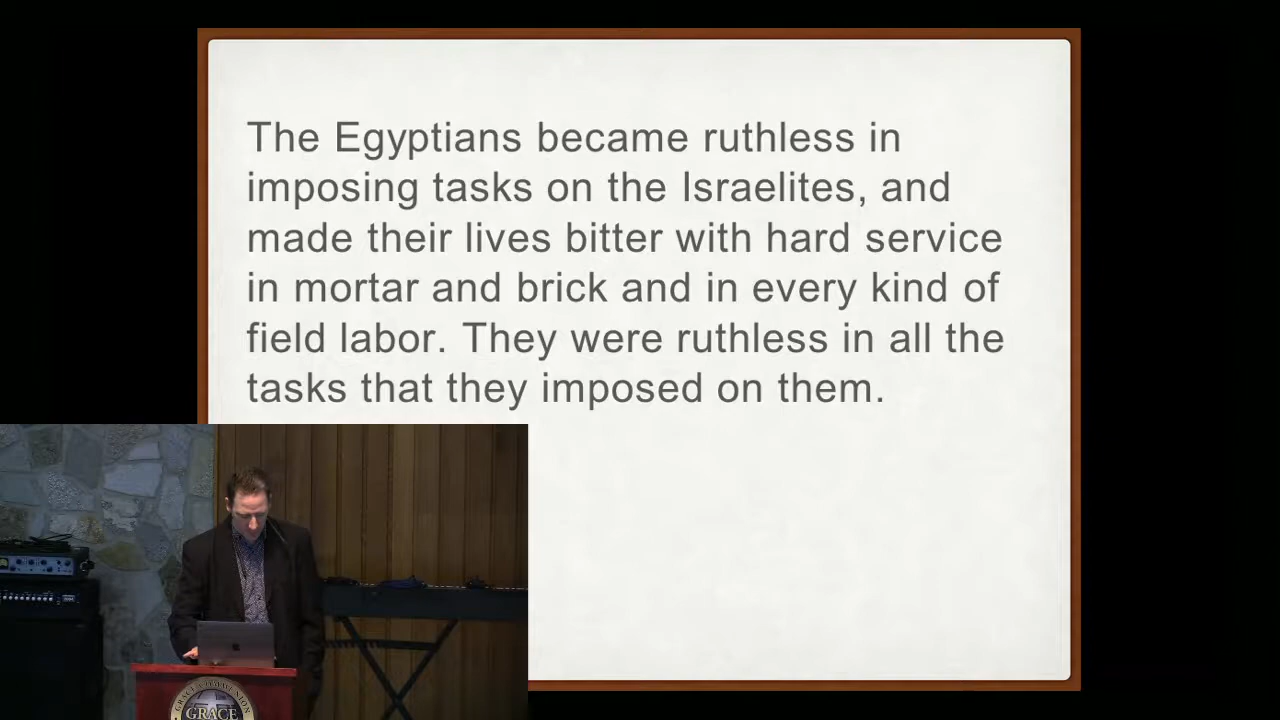 The Egyptians became ruthless in
imposing tasks on the Israelites, and
made their lives bitter with hard service
in mortar and brick and in every kind of
field labor. They were ruthless in all the
tasks that they imposed on them.
GRACE COMMUNION
GRACE